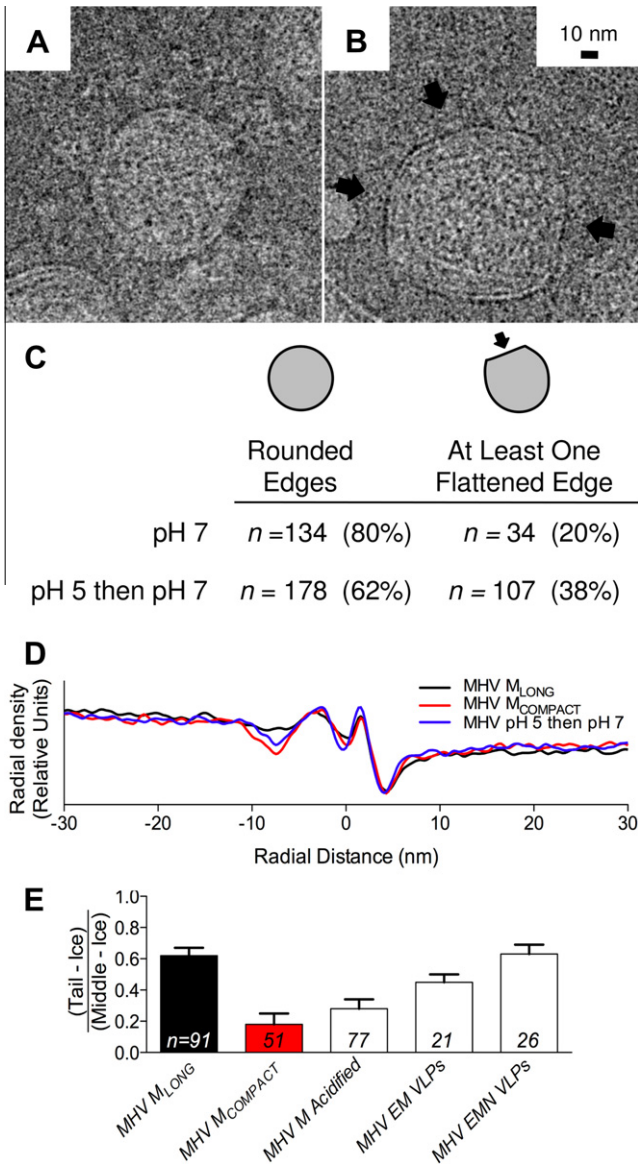 A
B
10 nm
C
Rounded Edges
At Least One Flattened Edge
pH 7
n =134 (80%)
n = 34 (20%)
pH 5 then pH 7
n = 178 (62%)
n = 107 (38%)
D
MHV MLONG
MHV MCOMPACT
MHV pH 5 then pH 7
Radial density
(Relative Units)
-30 -20 -10 0 10 20 30
Radial Distance (nm)
E
(Tail - Ice)
(Middle - Ice)
1.0
0.8
0.6
0.4
0.2
0.0
n=91 51 77 21 26
MHV MLONG
MHV MCOMPACT
MHV M Acidified
MHV EM VLPs
MHV EMN VLPs